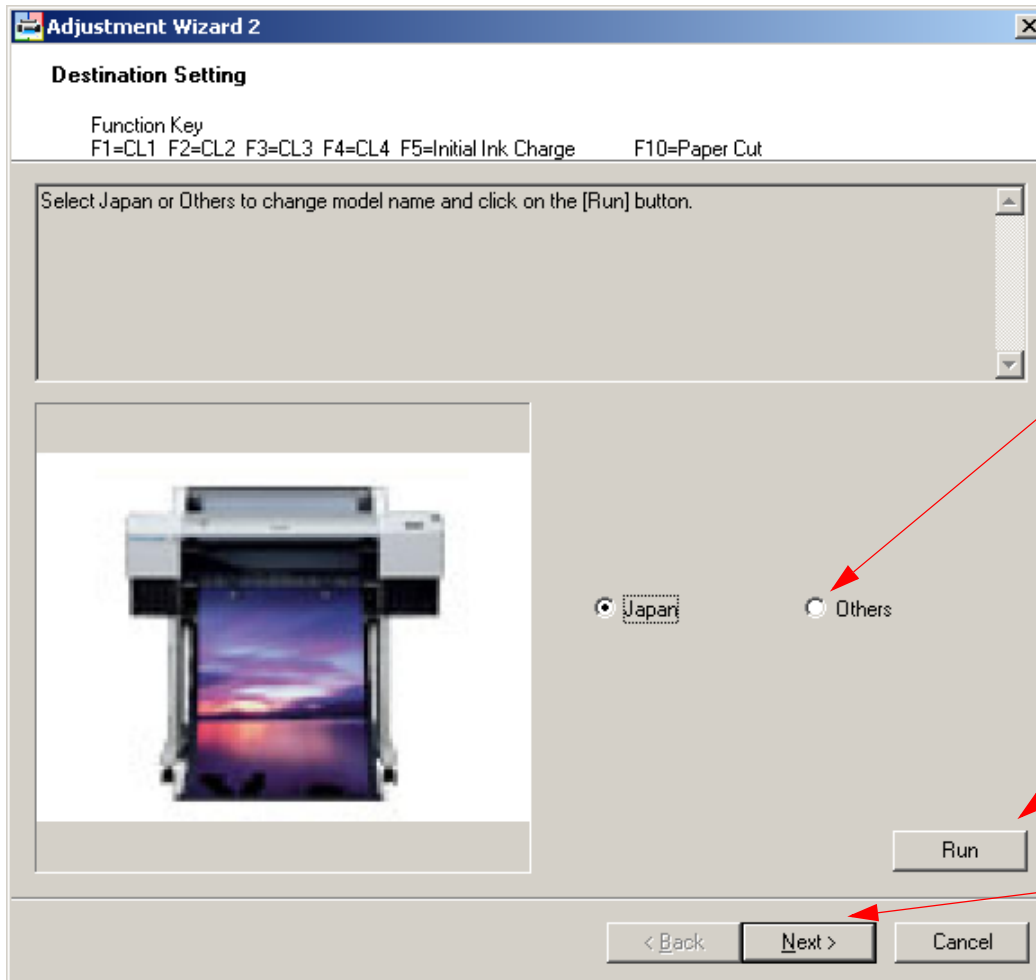 Adjustment Wizard 2
Destination Setting
Function Key
F1=CL1 F2=CL2 F3=CL3 F4=CL4 F5=Initial Ink Charge F10=Paper Cut
Select Japan or Others to change model name and click on the [Run] button.
Japan Others
Run
< Back Next > Cancel